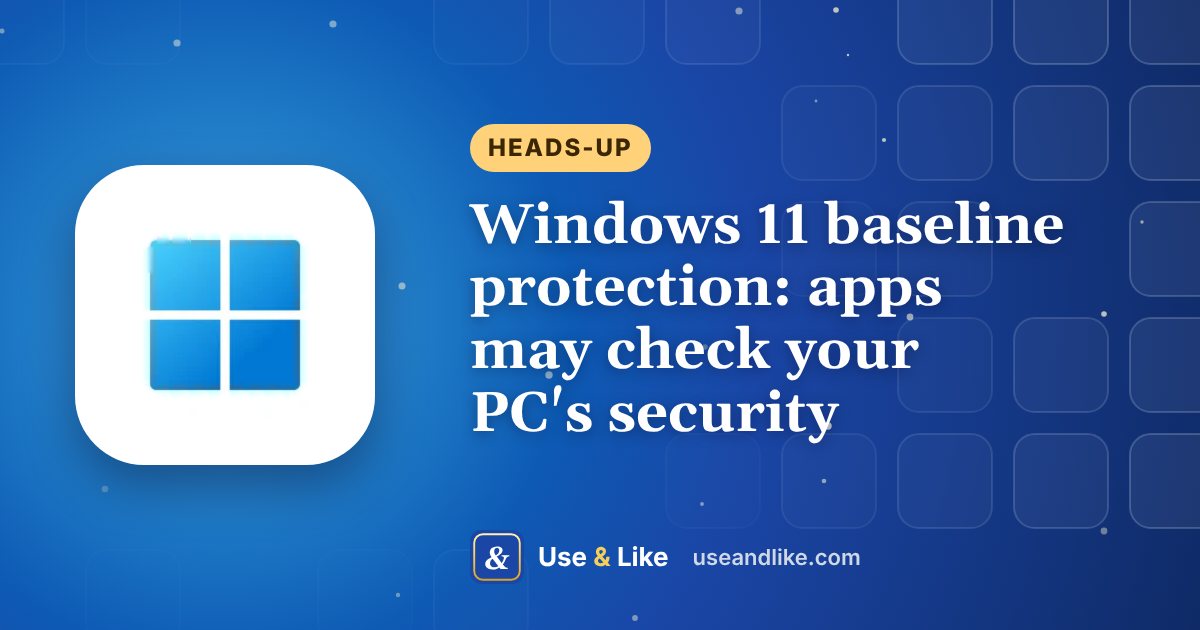 HEADS-UP
Windows 11 baseline
protection: apps
may check your
PC's security
& Use & Like useandlike.com